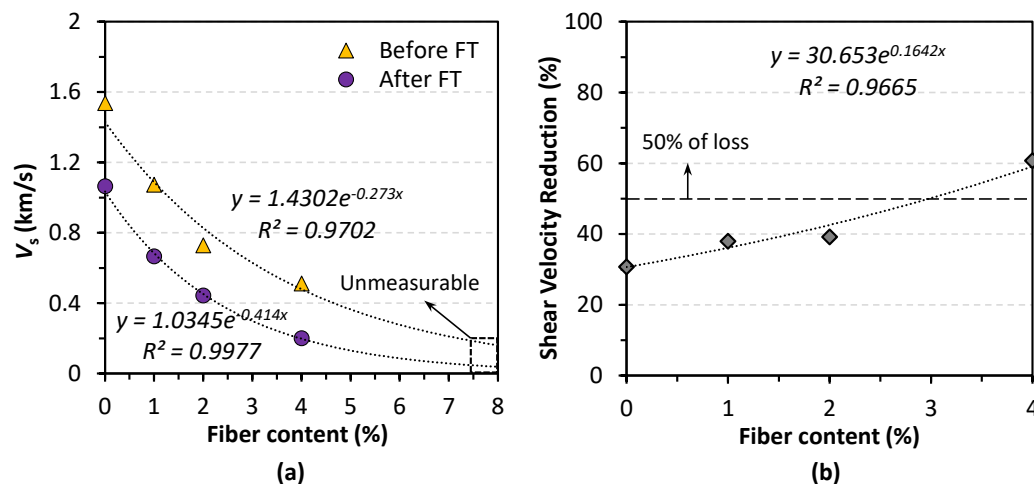 2
1.6
1.2
0.8
0.4
0
Vs (km/s)
Before FT
After FT
y = 1.4302e^-0.273x
R² = 0.9702
Unmeasurable
y = 1.0345e^-0.414x
R² = 0.9977
0 1 2 3 4 5 6 7 8
Fiber content (%)
(a)
100
80
60
40
20
0
Shear Velocity Reduction (%)
y = 30.653e^0.1642x
R² = 0.9665
50% of loss
0 1 2 3 4
Fiber content (%)
(b)